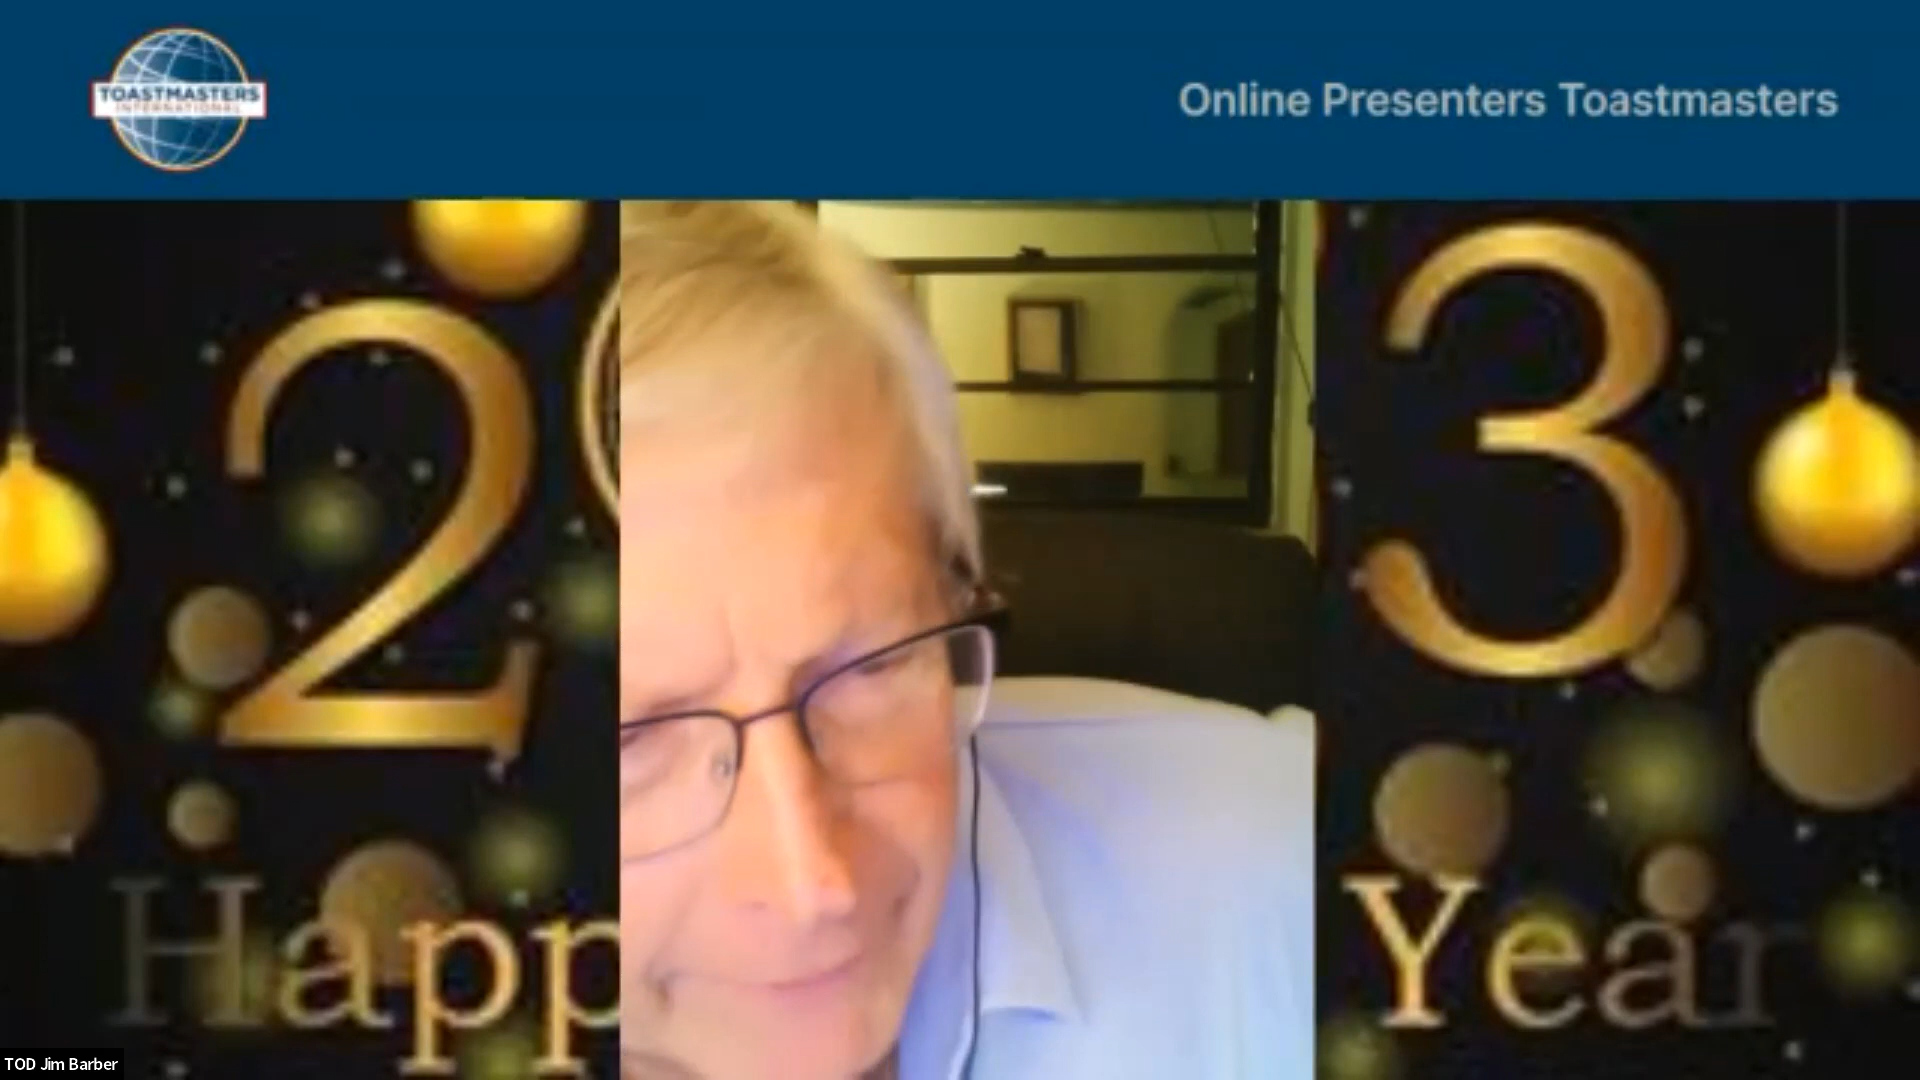 TOASTMASTERS
INTERNATIONAL
Online Presenters Toastmasters
2
3
Happ
Year
TOD Jim Barber